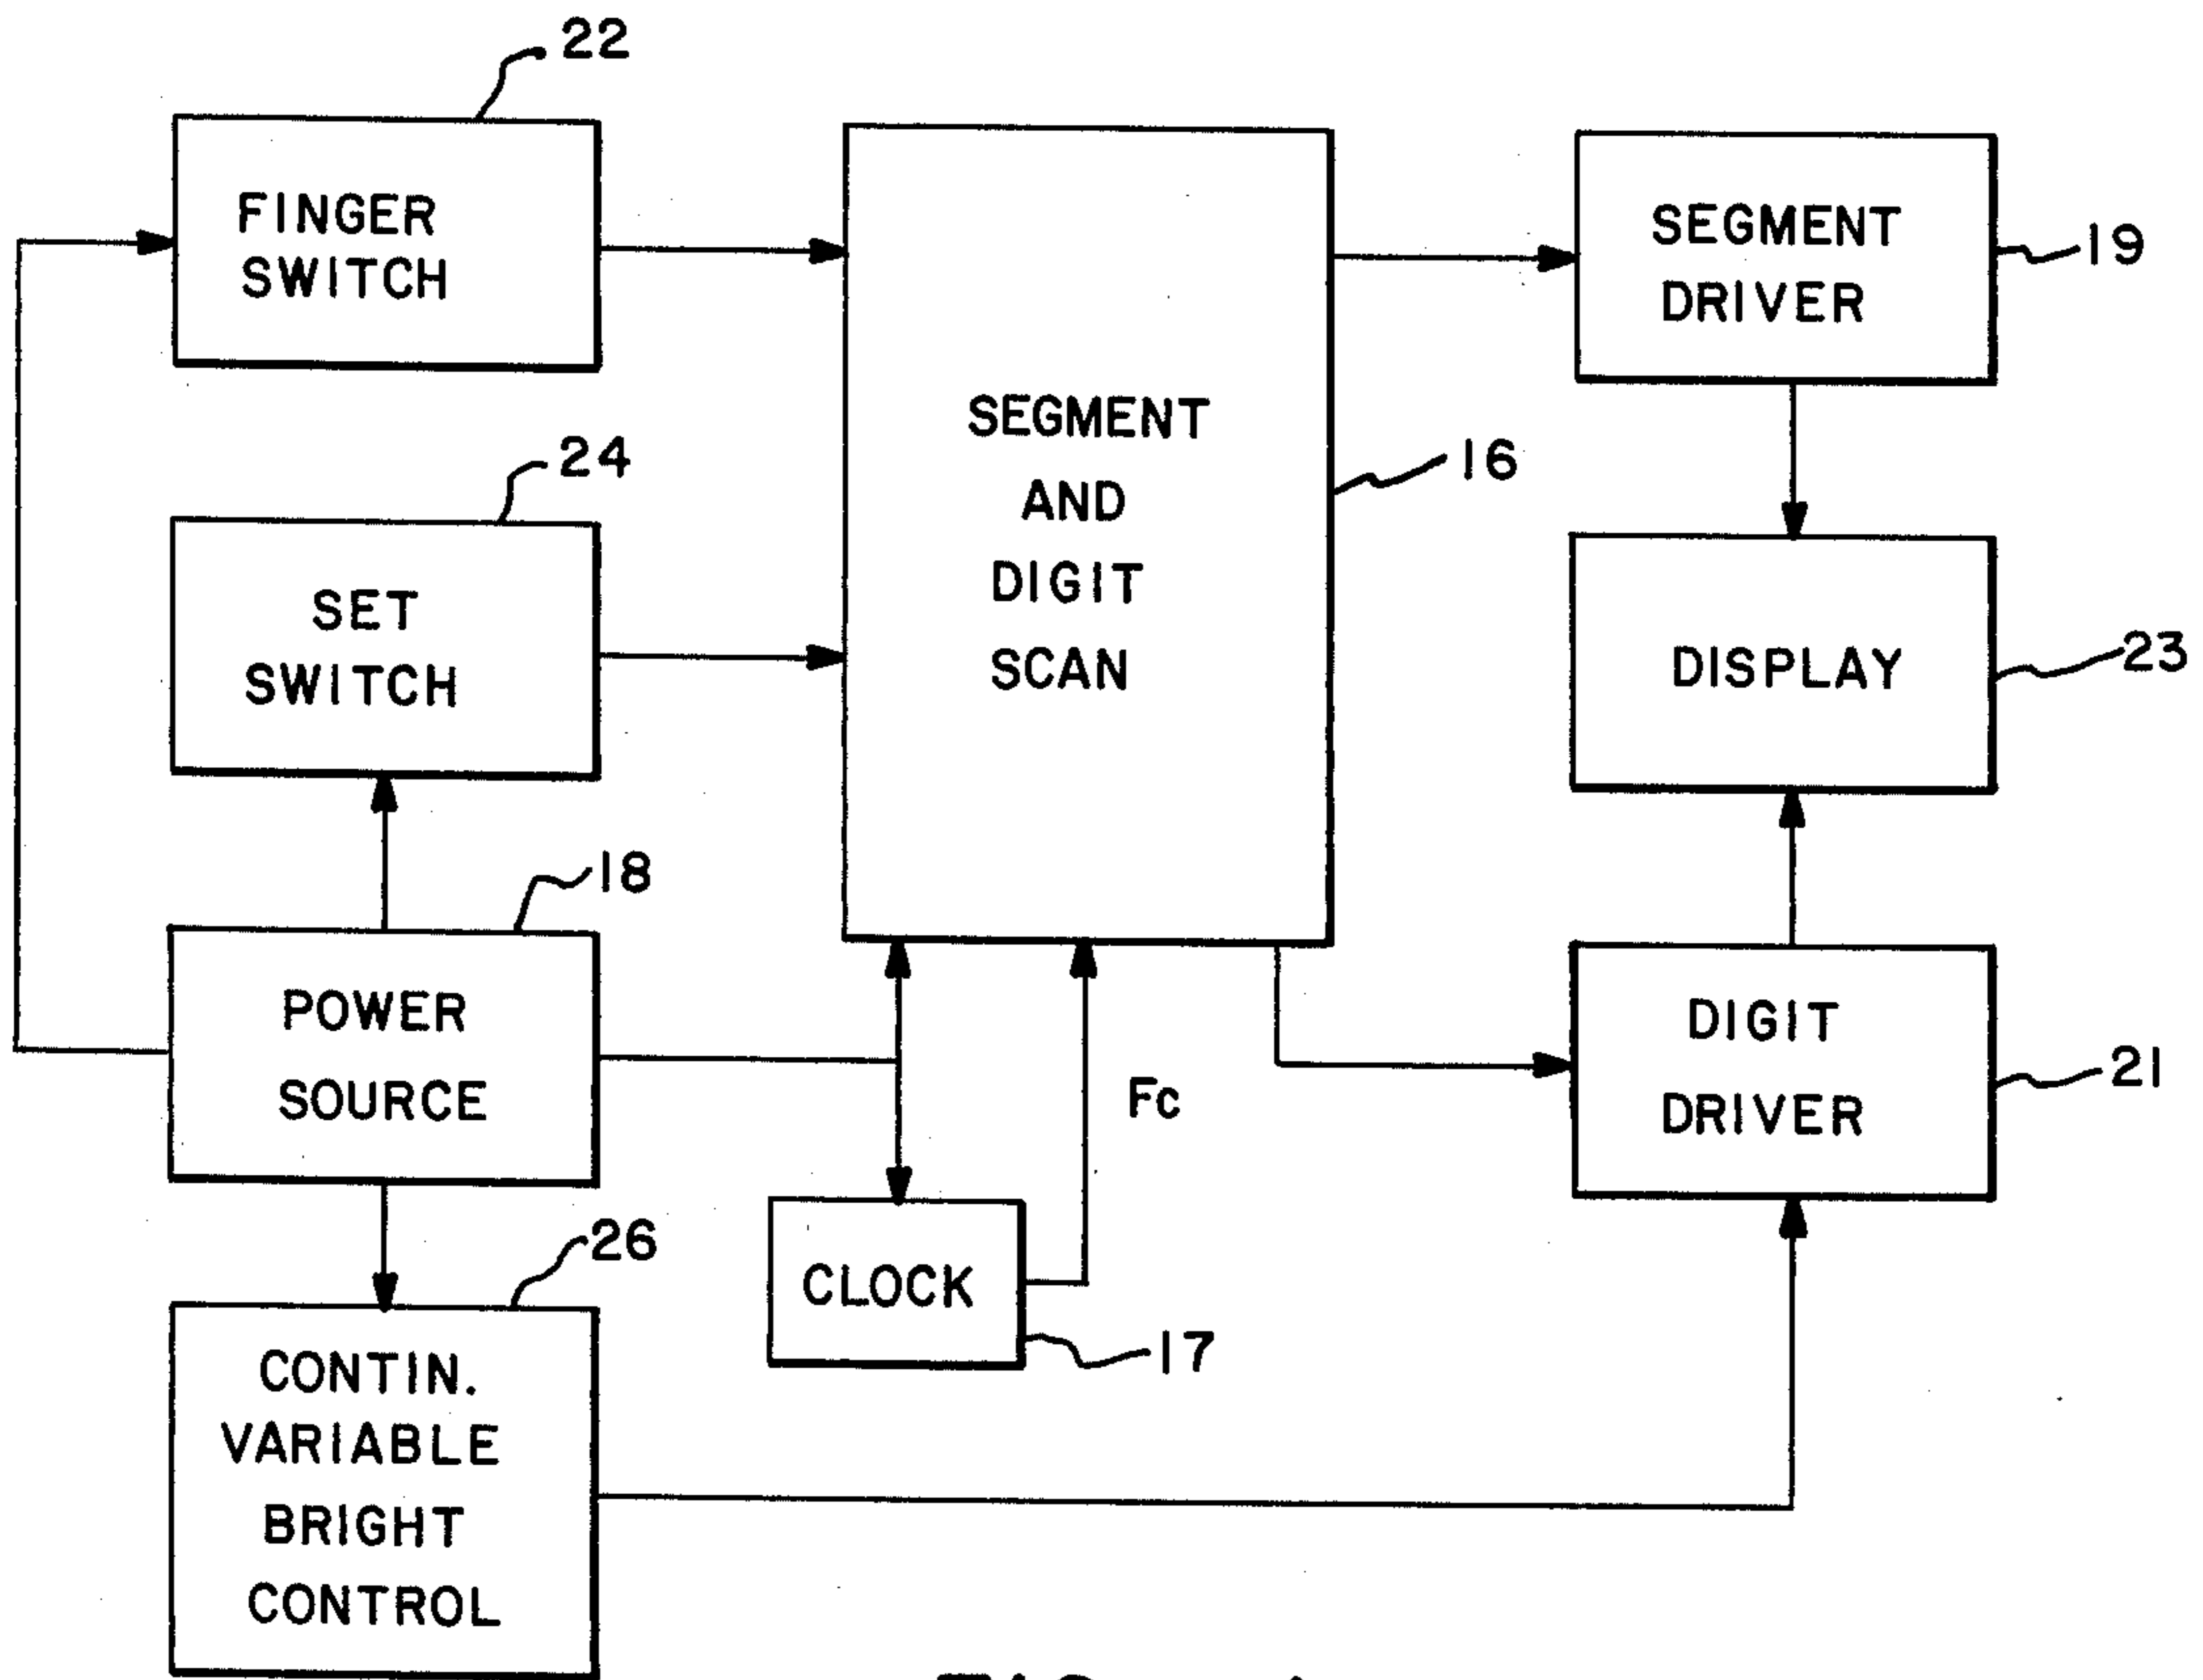 22
FINGER
SWITCH
SEGMENT
AND
DIGIT
SCAN
16
SEGMENT
DRIVER
19
24
SET
SWITCH
DISPLAY
23
18
POWER
SOURCE
Fc
DIGIT
DRIVER
21
26
CONTIN.
VARIABLE
BRIGHT
CONTROL
CLOCK
17